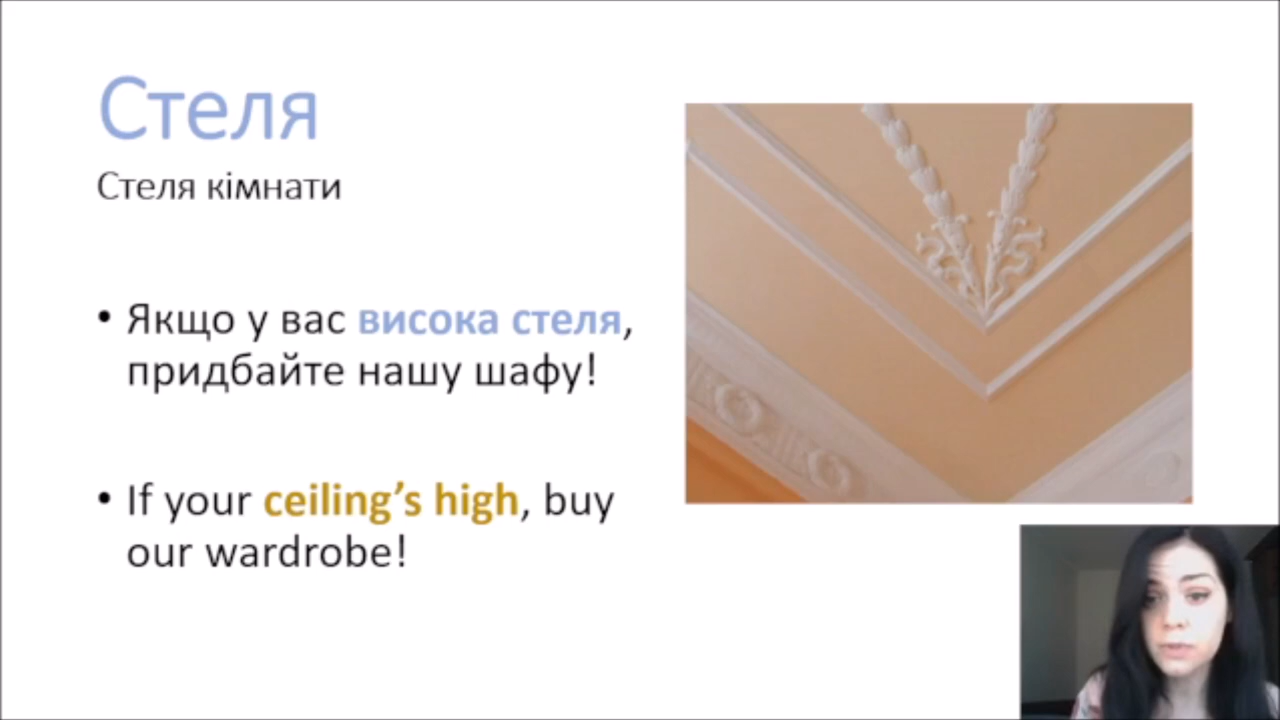 Стеля
Стеля кімнати
• Якщо у вас висока стеля,
придбайте нашу шафу!
• If your ceiling’s high, buy
our wardrobe!